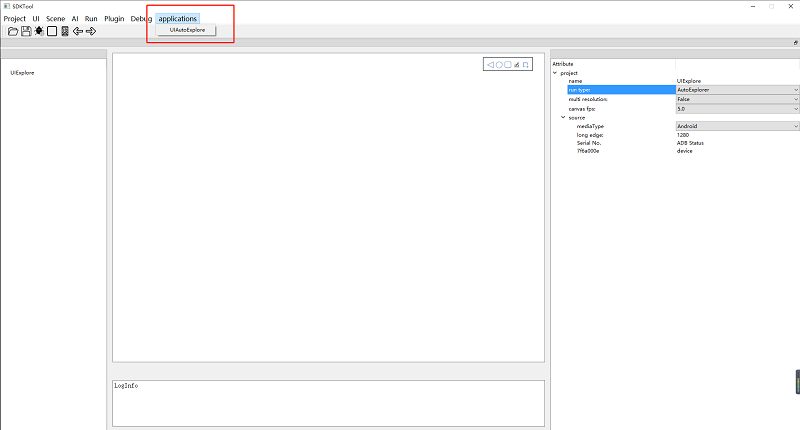 SDKTool
Project UI Scene AI Run Plugin Debug applications
UIAutoExplore
UIExplore
Attribute
project
name UIExplore
run type: AutoExplorer
multi resolution: False
canvas fps: 5.0
source
mediaType Android
long edge: 1280
Serial No. ADB Status
7f6a000e device
LogInfo